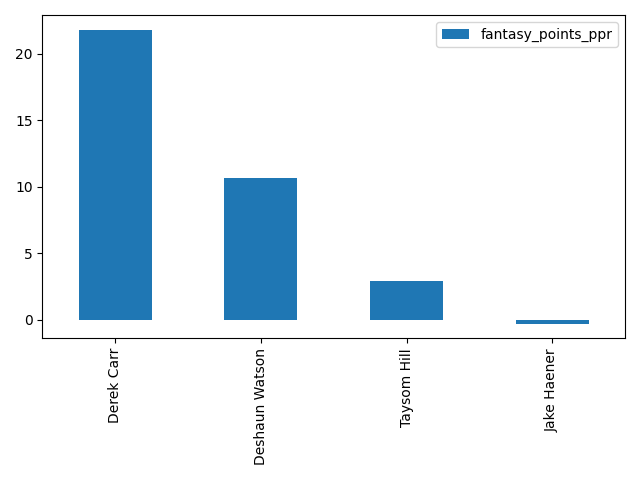 fantasy_points_ppr
20
15
10
5
0
Derek Carr
Deshaun Watson
Taysom Hill
Jake Haener